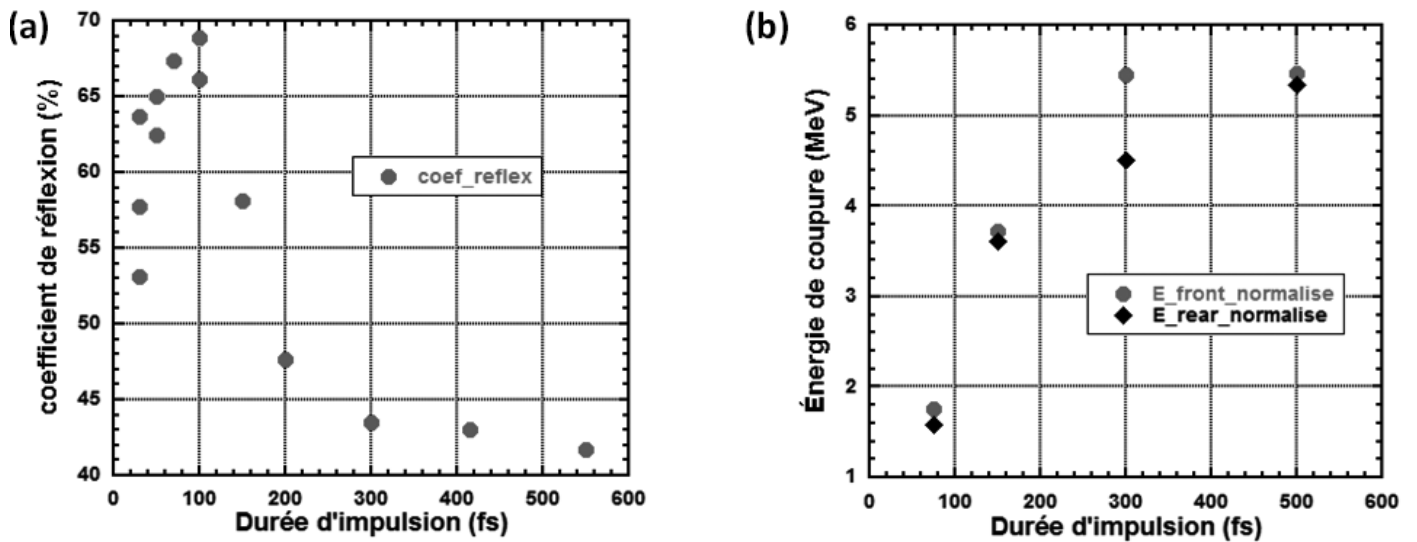 (a)
coefficient de réflexion (%)
70
65
60
55
50
45
40
coef_reflex
0 100 200 300 400 500 600
Durée d'impulsion (fs)
(b)
Énergie de coupure (MeV)
6
5
4
3
2
1
E_front_normalise
E_rear_normalise
0 100 200 300 400 500 600
Durée d'impulsion (fs)